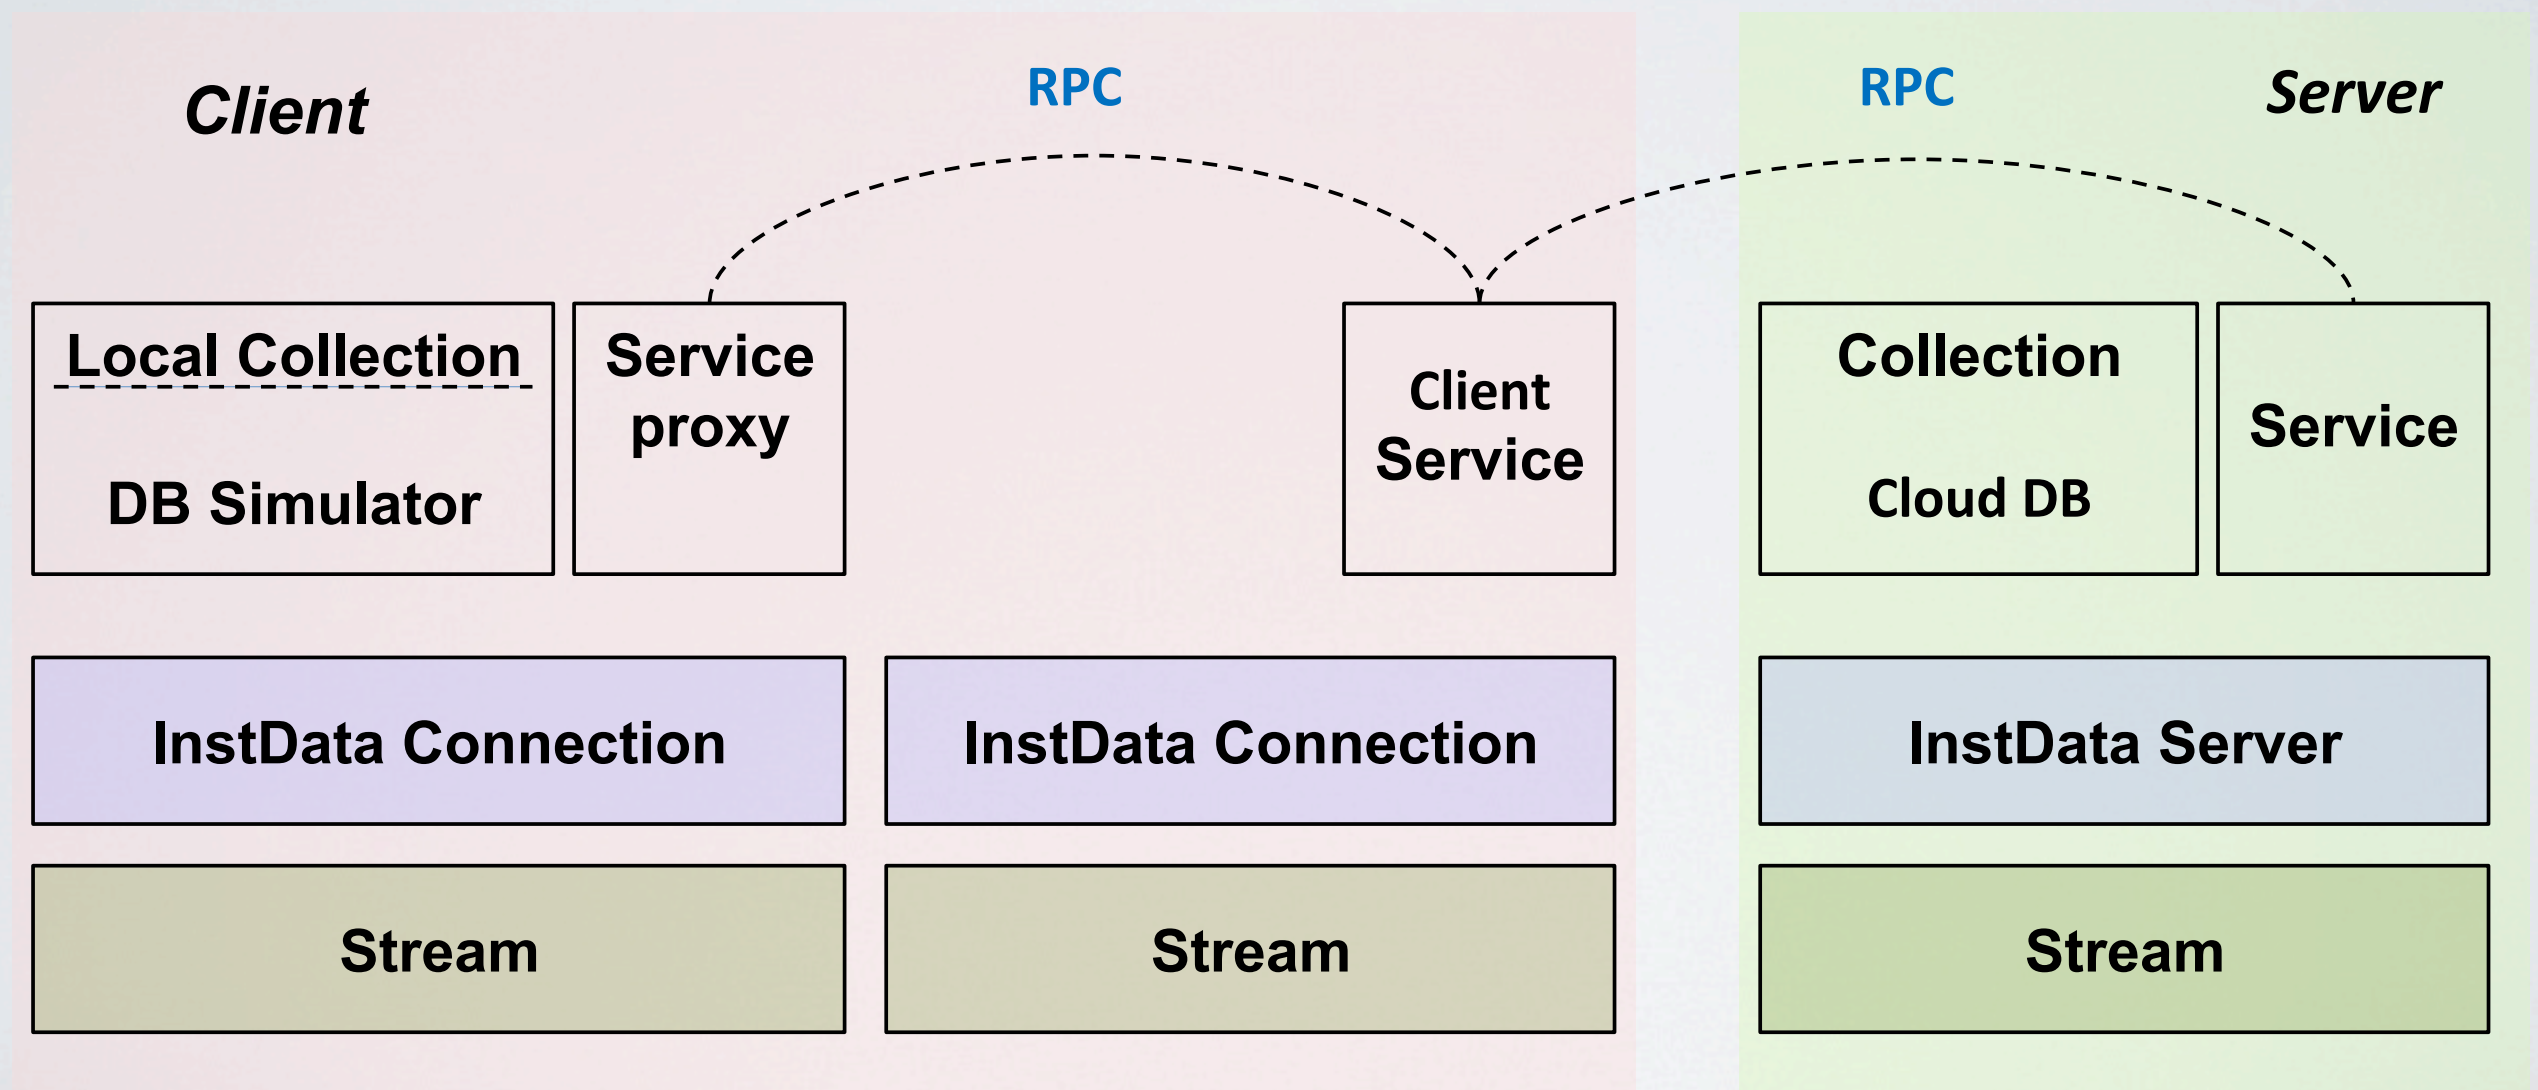 Client
RPC
RPC
Server
Local Collection
DB Simulator
Service
proxy
Client
Service
Collection
Cloud DB
Service
InstData Connection
InstData Connection
InstData Server
Stream
Stream
Stream